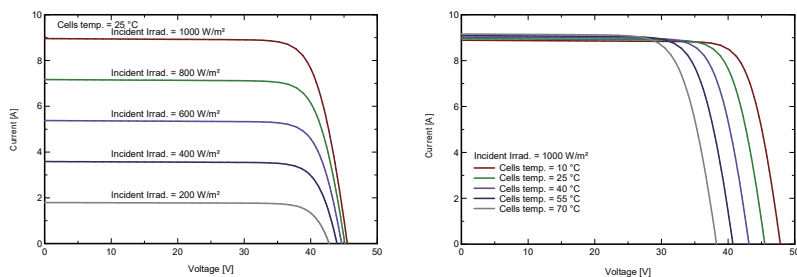 Cells temp. = 25 °C
Incident Irrad. = 1000 W/m²
Incident Irrad. = 800 W/m²
Incident Irrad. = 600 W/m²
Incident Irrad. = 400 W/m²
Incident Irrad. = 200 W/m²
10
8
6
4
2
0
Current [A]
0 10 20 30 40 50
Voltage [V]
10
8
6
4
2
0
Current [A]
Incident Irrad. = 1000 W/m²
Cells temp. = 10 °C
Cells temp. = 25 °C
Cells temp. = 40 °C
Cells temp. = 55 °C
Cells temp. = 70 °C
0 10 20 30 40 50
Voltage [V]